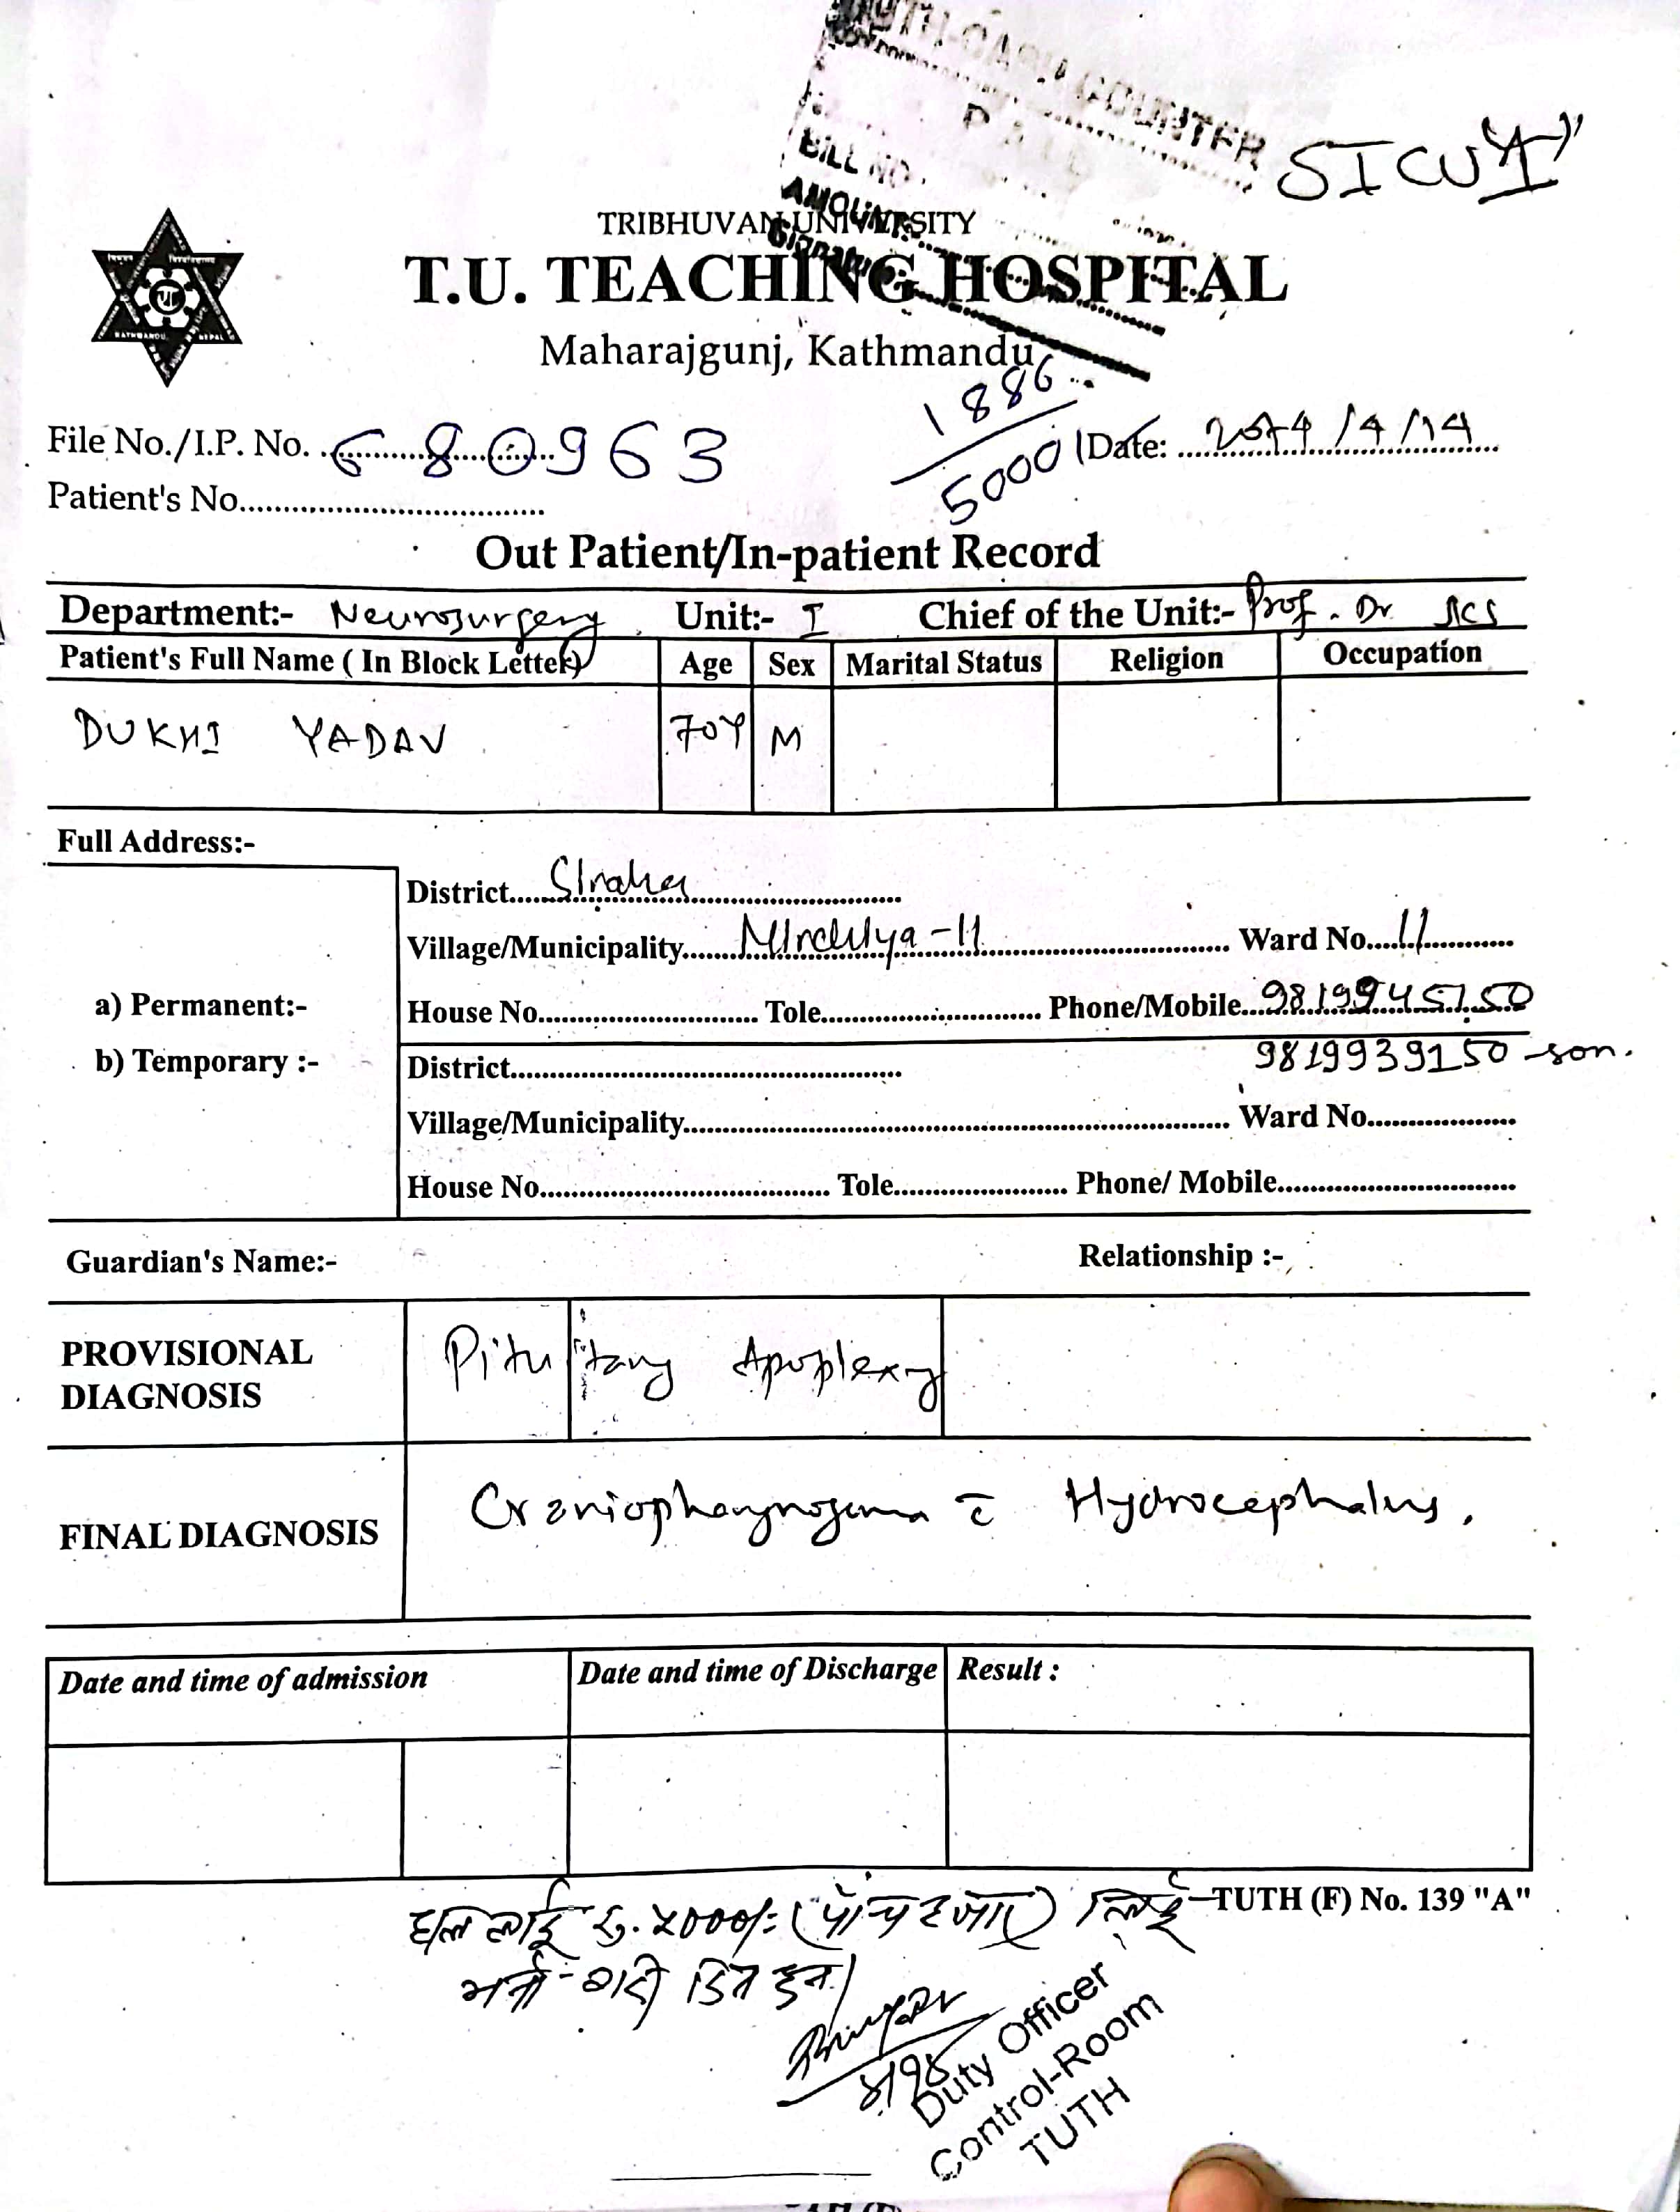 CASH COUNTER
PAID
BILL NO.
AMOUNT
Signature
SICU "I"
TRIBHUVAN UNIVERSITY
T.U. TEACHING HOSPITAL
Maharajgunj, Kathmandu
1886
5000
File No./I.P. No. 680963
Date: 2074/4/14
Patient's No.
Out Patient/In-patient Record
Department:- Neurosurgery Unit:- I Chief of the Unit:- Prof. Dr.
Patient's Full Name ( In Block Letter) Age Sex Marital Status Religion Occupation
DUKHI YADAV 70Y M
Full Address:-
District Siraha
Village/Municipality Mirchiya-11 Ward No. 11
a) Permanent:-
House No. Tole Phone/Mobile 9819945150
9819939150 -son.
b) Temporary :-
District
Village/Municipality Ward No.
House No. Tole Phone/ Mobile
Guardian's Name:- Relationship :-
PROVISIONAL DIAGNOSIS Pituitary Apoplexy
FINAL DIAGNOSIS Craniopharyngioma c̄ Hydrocephalus.
Date and time of admission Date and time of Discharge Result :
TUTH (F) No. 139 "A"
हाल लाई रु. ५०००/= (पाँच हजार) लिई
भर्ना गरी दिनु हुन।
४/१४
Duty Officer
Control-Room
TUTH